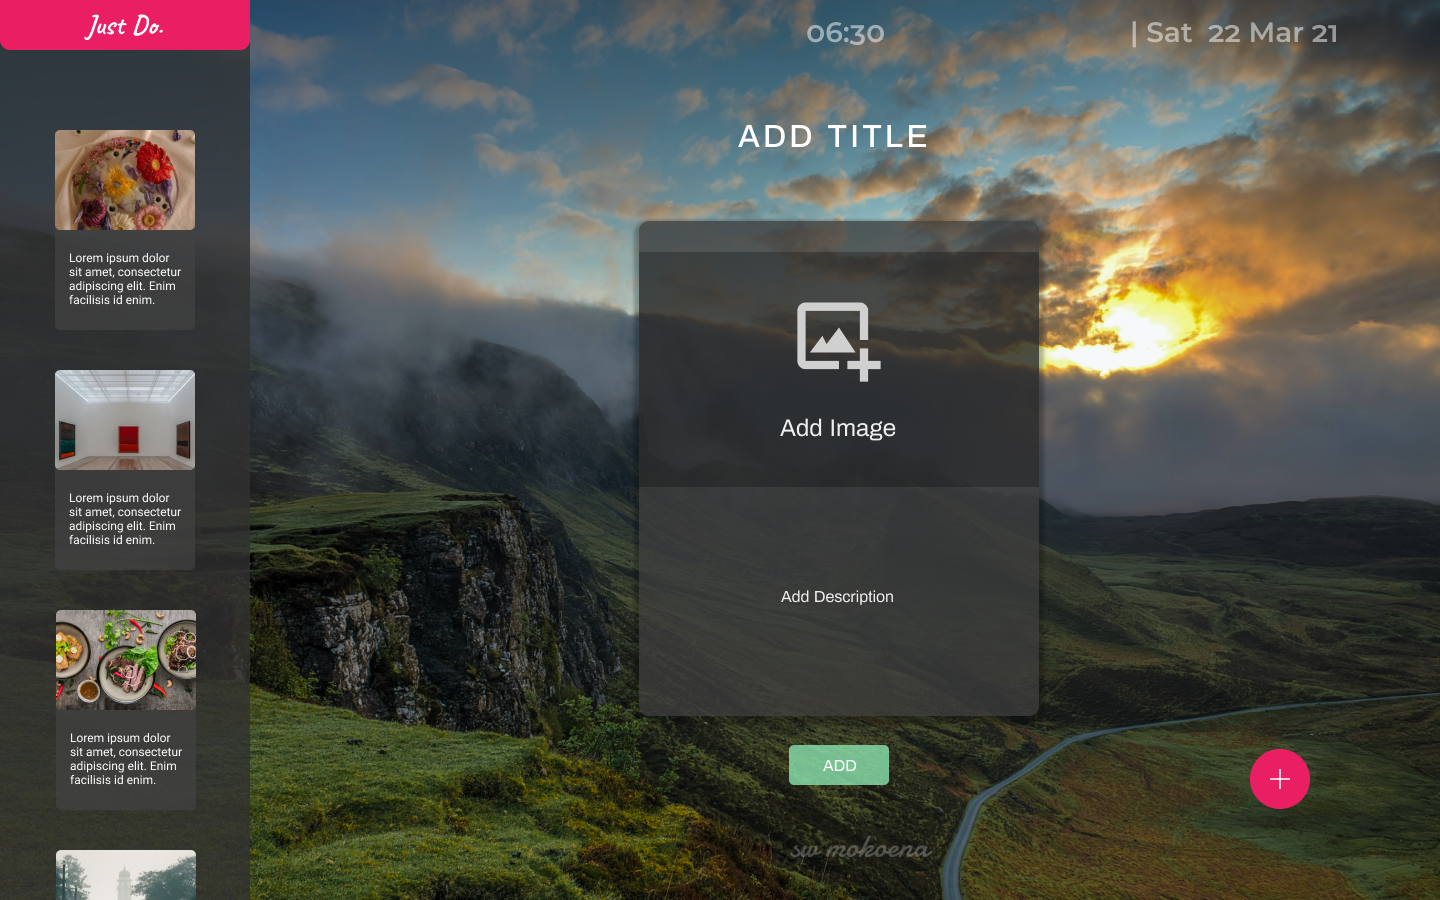 Just Do.
06:30
| Sat 22 Mar 21
ADD TITLE
Lorem ipsum dolor
sit amet, consectetur
adipiscing elit. Enim
facilisis id enim.
Lorem ipsum dolor
sit amet, consectetur
adipiscing elit. Enim
facilisis id enim.
Lorem ipsum dolor
sit amet, consectetur
adipiscing elit. Enim
facilisis id enim.
Add Image
Add Description
ADD
sw mokoena